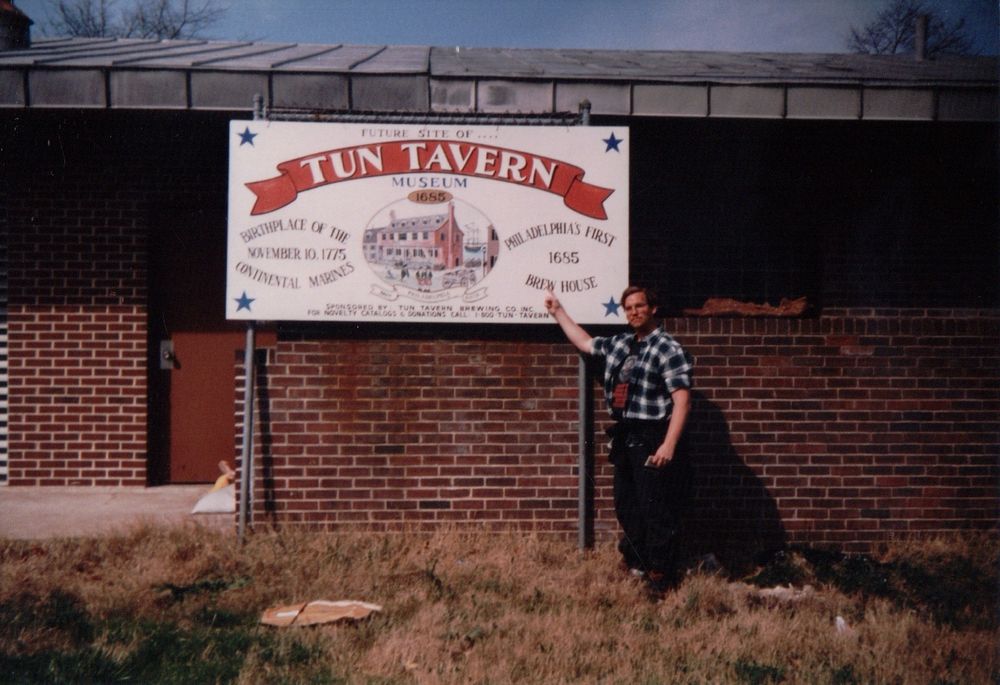 FUTURE SITE OF ....
TUN TAVERN
MUSEUM
1685
BIRTHPLACE OF THE
NOVEMBER 10, 1775
CONTINENTAL MARINES
PHILADELPHIA'S FIRST
1685
BREW HOUSE
PHILADELPHIA
SPONSORED BY - TUN TAVERN BREWING CO. INC.
FOR NOVELTY CATALOGS & DONATIONS CALL 1-800-TUN-TAVERN